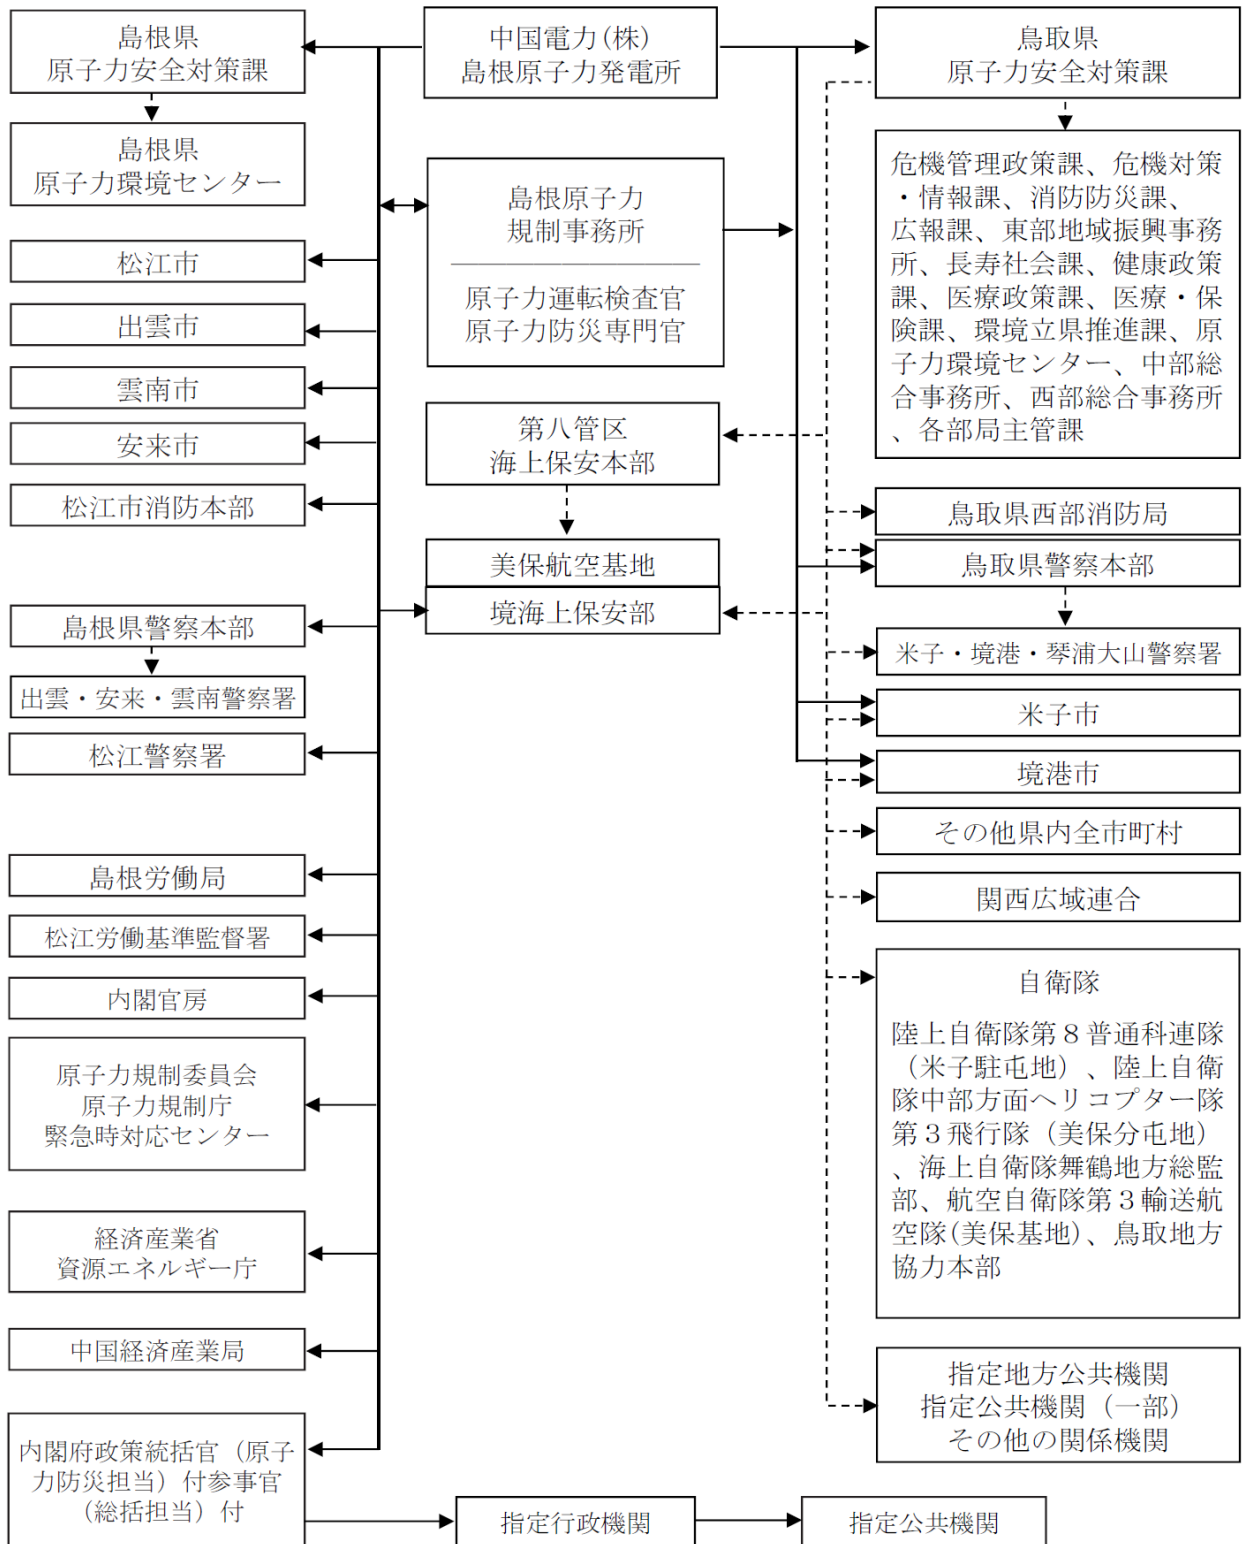 島根県
原子力安全対策課
島根県
原子力環境センター
松江市
出雲市
雲南市
安来市
松江市消防本部
島根県警察本部
出雲・安来・雲南警察署
松江警察署
島根労働局
松江労働基準監督署
内閣官房
原子力規制委員会
原子力規制庁
緊急時対応センター
経済産業省
資源エネルギー庁
中国経済産業局
内閣府政策統括官（原子
力防災担当）付参事官
（総括担当）付
中国電力(株)
島根原子力発電所
島根原子力
規制事務所
原子力運転検査官
原子力防災専門官
第八管区
海上保安本部
美保航空基地
境海上保安部
指定行政機関
指定公共機関
鳥取県
原子力安全対策課
危機管理政策課、危機対策
・情報課、消防防災課、
広報課、東部地域振興事務
所、長寿社会課、健康政策
課、医療政策課、医療・保
険課、環境立県推進課、原
子力環境センター、中部総
合事務所、西部総合事務所
、各部局主管課
鳥取県西部消防局
鳥取県警察本部
米子・境港・琴浦大山警察署
米子市
境港市
その他県内全市町村
関西広域連合
自衛隊
陸上自衛隊第８普通科連隊
（米子駐屯地）、陸上自衛
隊中部方面ヘリコプター隊
第３飛行隊（美保分屯地）
、海上自衛隊舞鶴地方総監
部、航空自衛隊第３輸送航
空隊(美保基地)、鳥取地方
協力本部
指定地方公共機関
指定公共機関（一部）
その他の関係機関